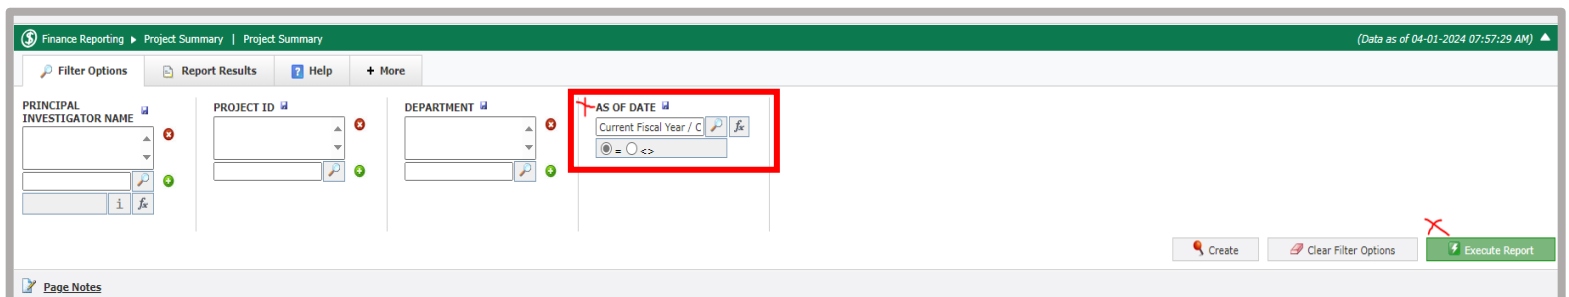 Finance Reporting ▶ Project Summary | Project Summary
(Data as of 04-01-2024 07:57:29 AM)
Filter Options
Report Results
? Help
+ More
PRINCIPAL
INVESTIGATOR NAME
PROJECT ID
DEPARTMENT
AS OF DATE
Current Fiscal Year / C
fx
= <>
i fx
Create
Clear Filter Options
Execute Report
Page Notes